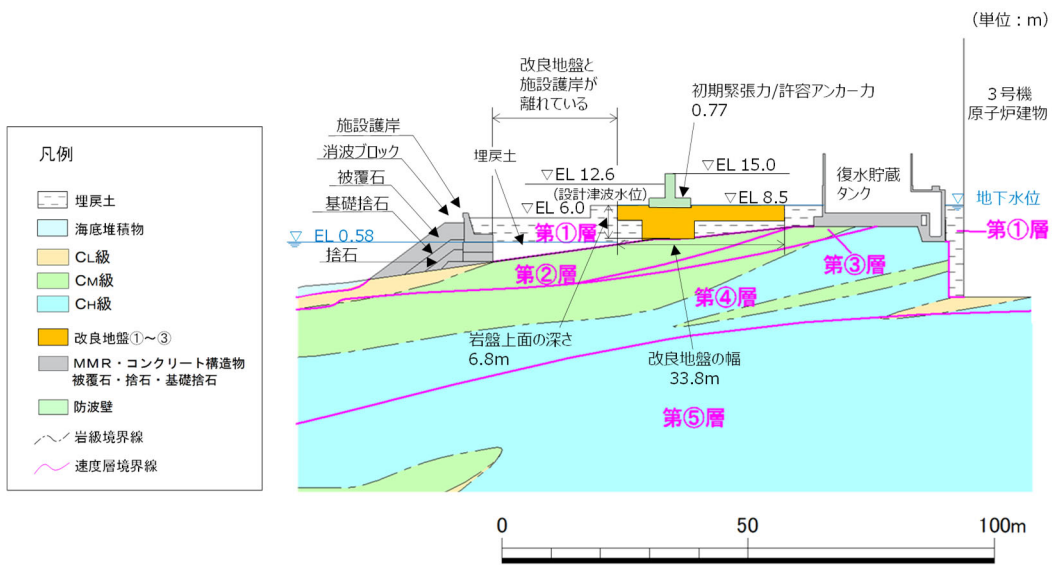 (単位:m)
改良地盤と
施設護岸が
離れている
初期緊張力/許容アンカー力
0.77
3号機
原子炉建物
施設護岸
消波ブロック
被覆石
基礎捨石
EL 0.58
捨石
埋戻土
▽EL 12.6
(設計津波水位)
▽EL 6.0
▽EL 15.0
▽EL 8.5
復水貯蔵
タンク
地下水位
第①層
第①層
第②層
第③層
第④層
第⑤層
岩盤上面の深さ
6.8m
改良地盤の幅
33.8m
凡例
埋戻土
海底堆積物
CL級
CM級
CH級
改良地盤①~③
MMR・コンクリート構造物
被覆石・捨石・基礎捨石
防波壁
岩級境界線
速度層境界線
0
50
100m